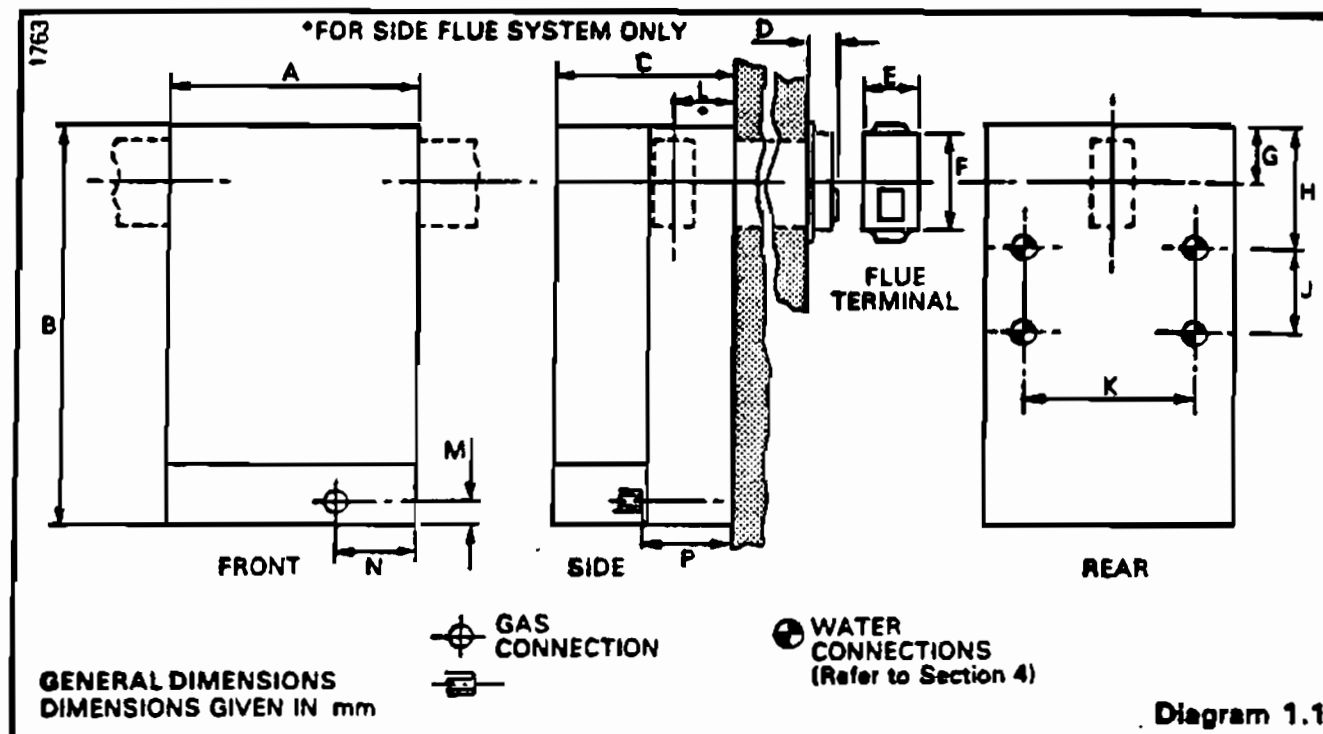 1763
*FOR SIDE FLUE SYSTEM ONLY
A
B
C
D
E
F
G
H
J
K
L
*
M
N
P
FLUE
TERMINAL
FRONT
SIDE
REAR
GAS
CONNECTION
WATER
CONNECTIONS
(Refer to Section 4)
GENERAL DIMENSIONS
DIMENSIONS GIVEN IN mm
Diagram 1.1